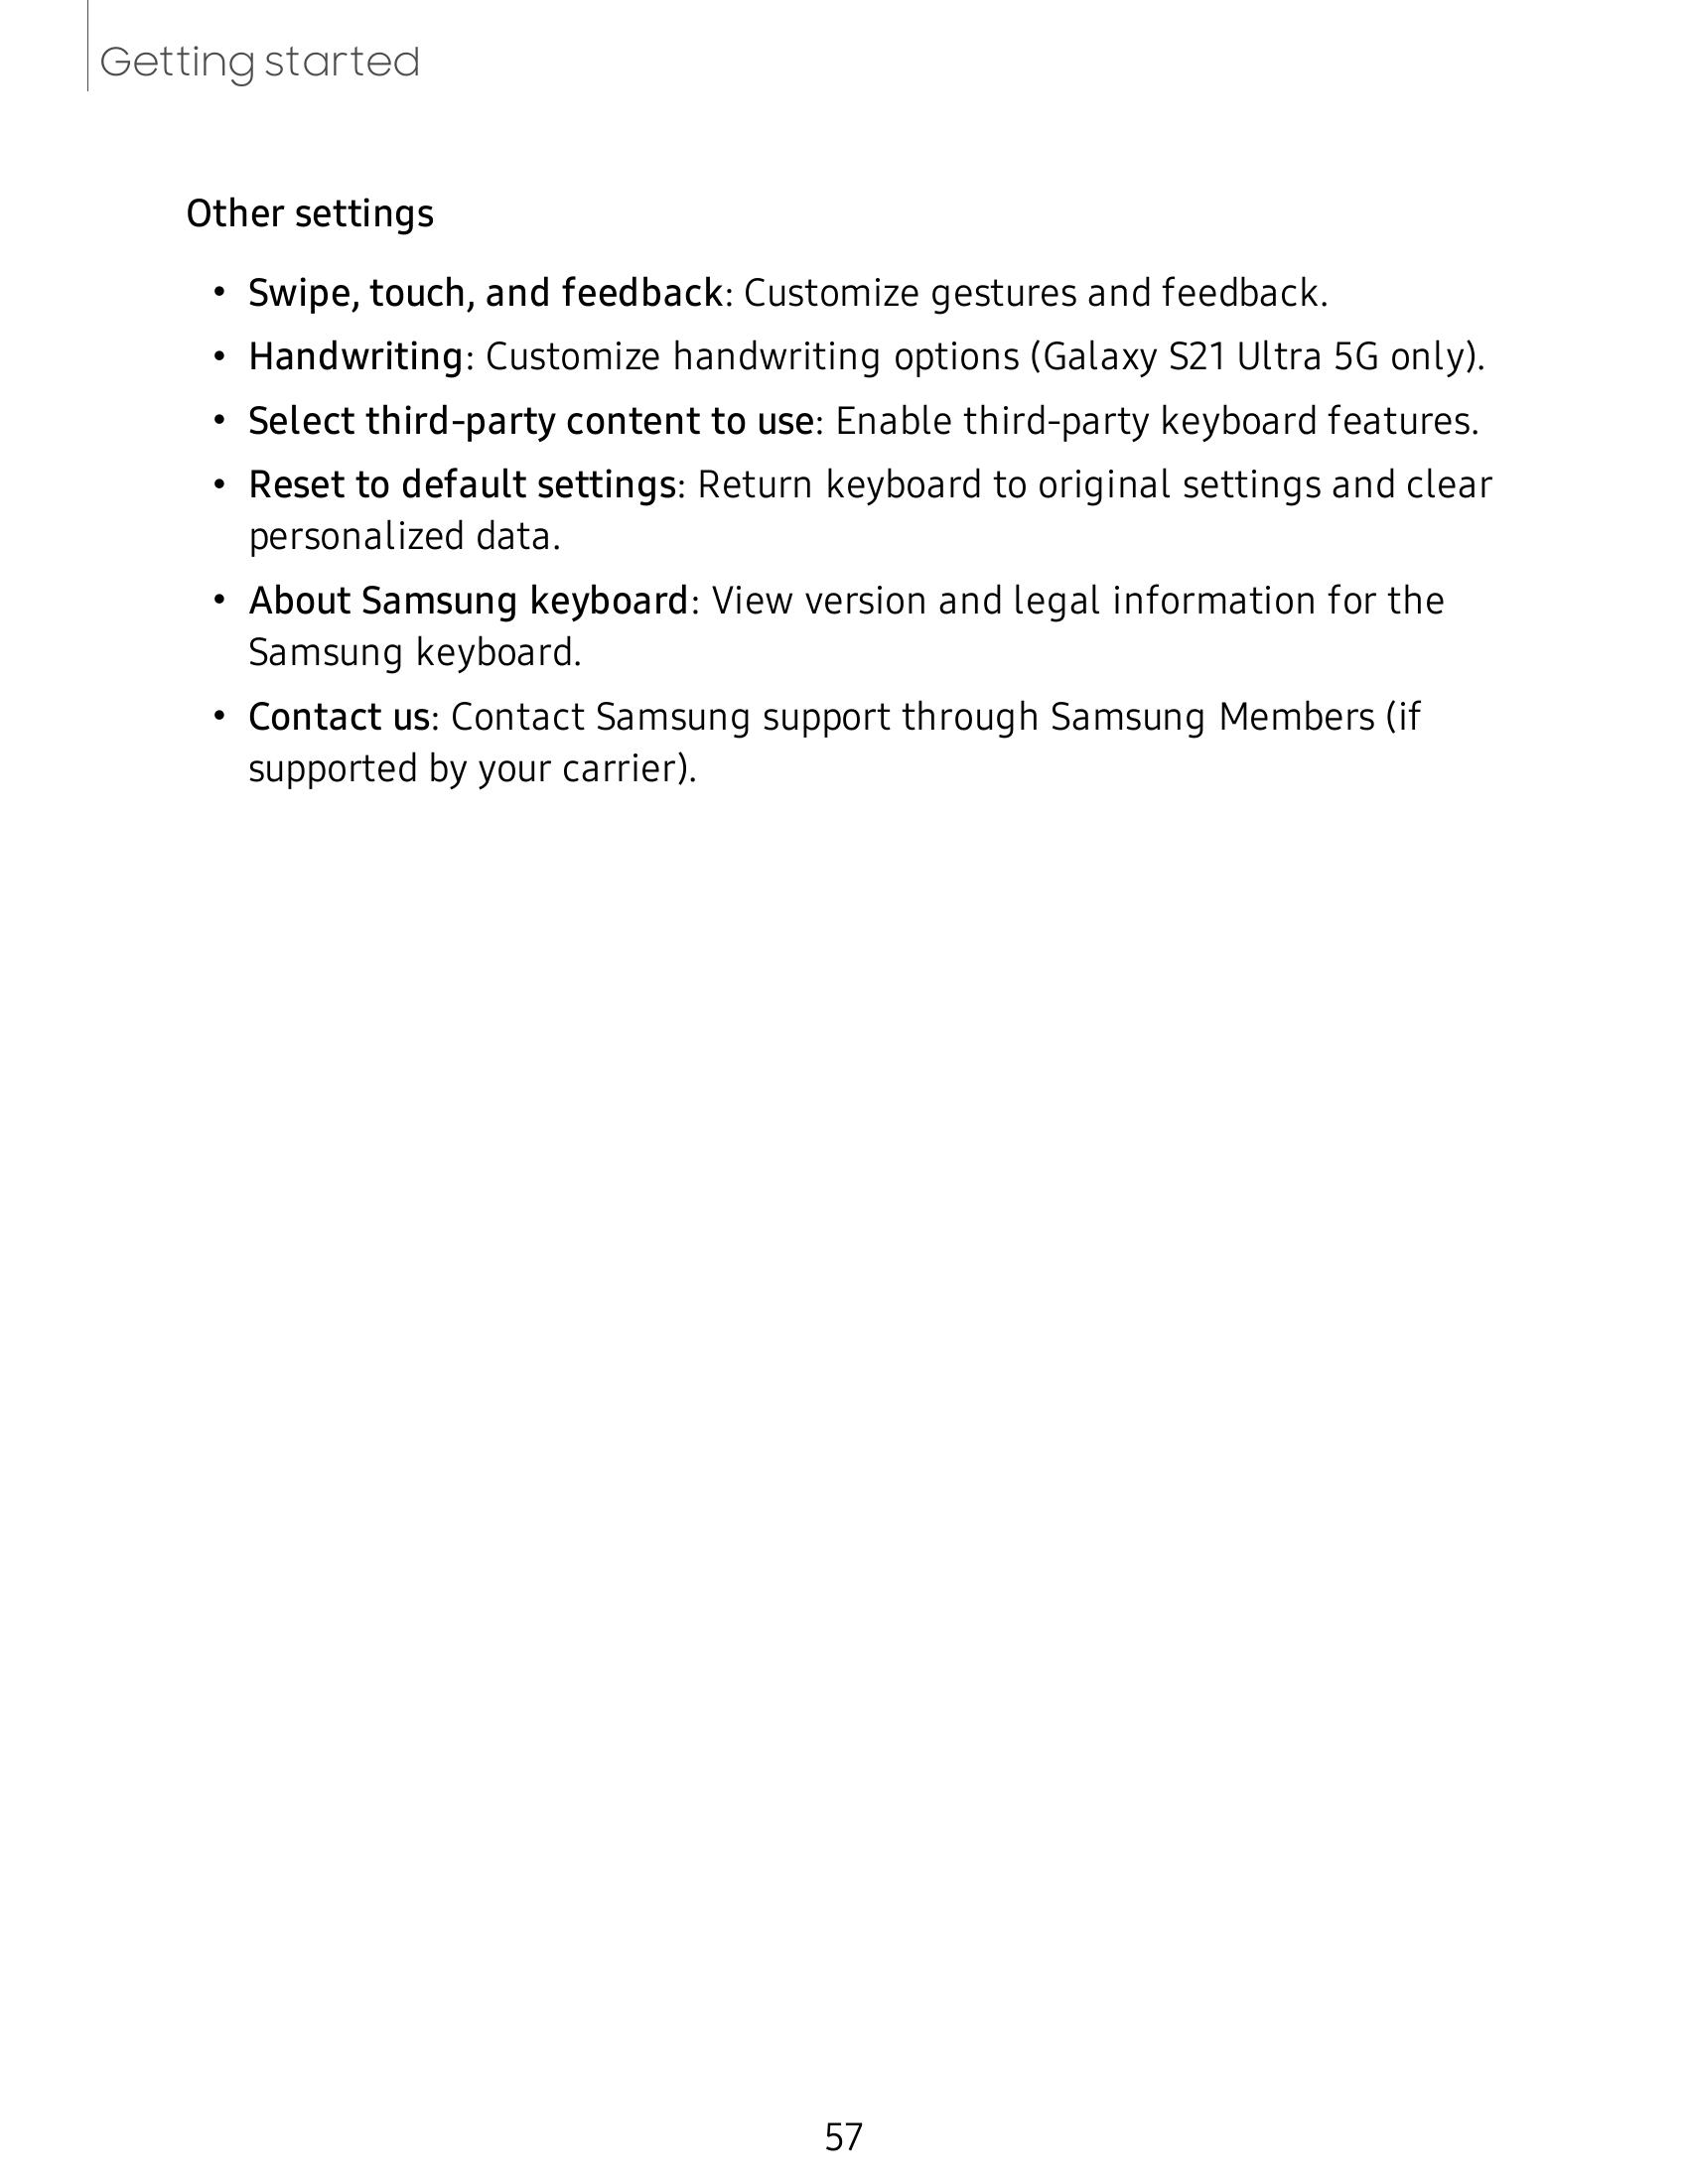 Getting started
Other settings
• Swipe, touch, and feedback: Customize gestures and feedback.
• Handwriting: Customize handwriting options (Galaxy S21 Ultra 5G only).
• Select third-party content to use: Enable third-party keyboard features.
• Reset to default settings: Return keyboard to original settings and clear
personalized data.
• About Samsung keyboard: View version and legal information for the
Samsung keyboard.
• Contact us: Contact Samsung support through Samsung Members (if
supported by your carrier).
57